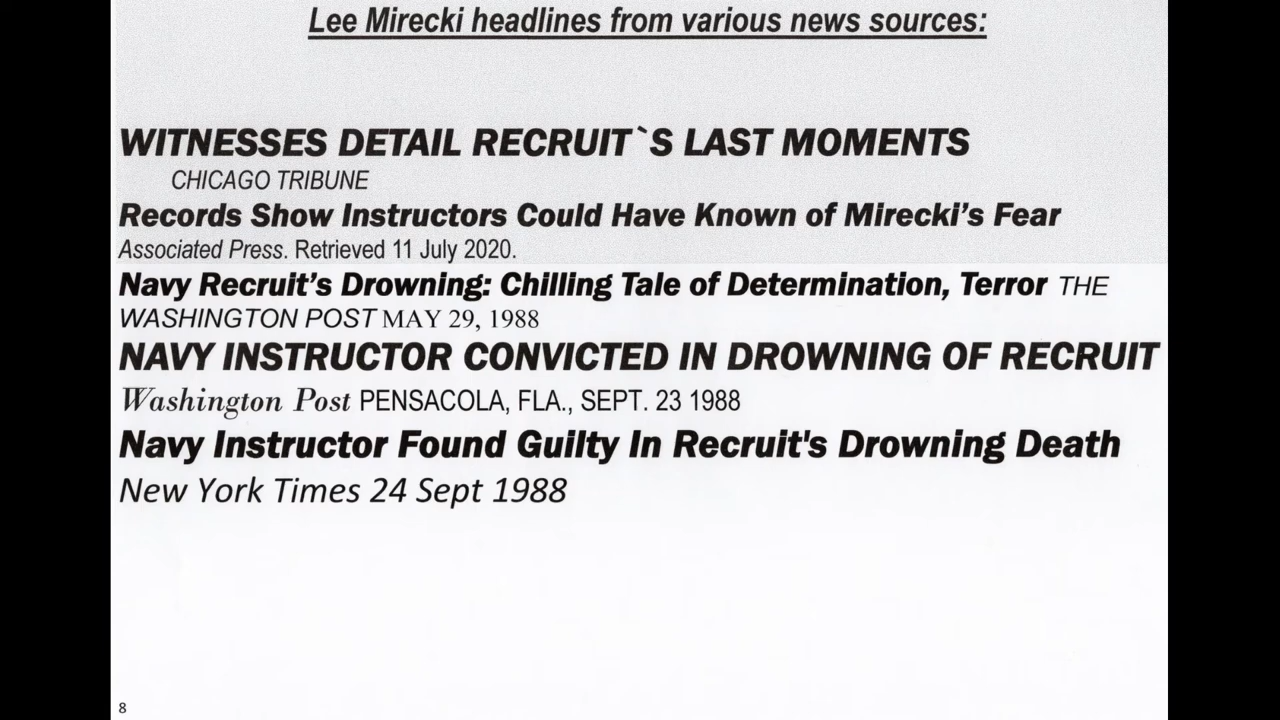 Lee Mirecki headlines from various news sources:
WITNESSES DETAIL RECRUIT`S LAST MOMENTS
CHICAGO TRIBUNE
Records Show Instructors Could Have Known of Mirecki’s Fear
Associated Press. Retrieved 11 July 2020.
Navy Recruit’s Drowning: Chilling Tale of Determination, Terror THE
WASHINGTON POST MAY 29, 1988
NAVY INSTRUCTOR CONVICTED IN DROWNING OF RECRUIT
Washington Post PENSACOLA, FLA., SEPT. 23 1988
Navy Instructor Found Guilty In Recruit's Drowning Death
New York Times 24 Sept 1988
8